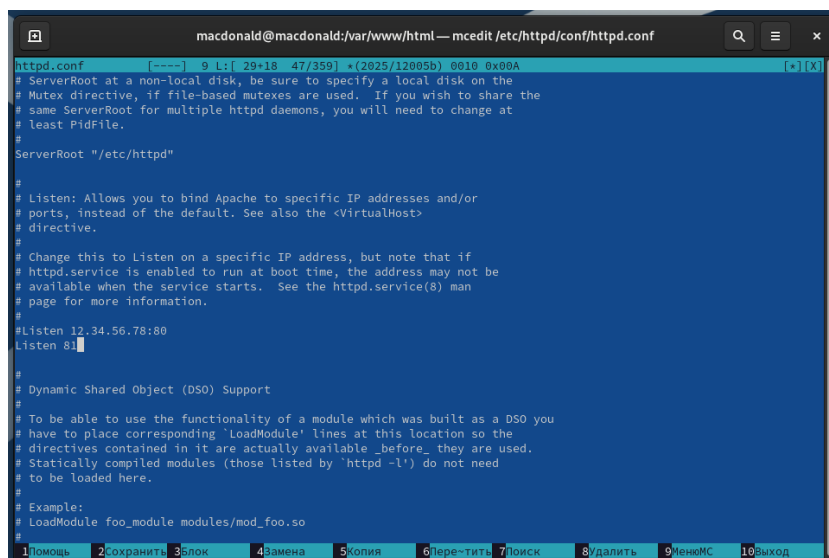 macdonald@macdonald:/var/www/html — mcedit /etc/httpd/conf/httpd.conf
httpd.conf [----] 9 L:[ 29+18 47/359] *(2025/12005b) 0010 0x00A [*][X]
# ServerRoot at a non-local disk, be sure to specify a local disk on the
# Mutex directive, if file-based mutexes are used. If you wish to share the
# same ServerRoot for multiple httpd daemons, you will need to change at
# least PidFile.
#
ServerRoot "/etc/httpd"
#
# Listen: Allows you to bind Apache to specific IP addresses and/or
# ports, instead of the default. See also the <VirtualHost>
# directive.
#
# Change this to Listen on a specific IP address, but note that if
# httpd.service is enabled to run at boot time, the address may not be
# available when the service starts. See the httpd.service(8) man
# page for more information.
#
#Listen 12.34.56.78:80
Listen 81
#
# Dynamic Shared Object (DSO) Support
#
# To be able to use the functionality of a module which was built as a DSO you
# have to place corresponding `LoadModule' lines at this location so the
# directives contained in it are actually available _before_ they are used.
# Statically compiled modules (those listed by `httpd -l') do not need
# to be loaded here.
#
# Example:
# LoadModule foo_module modules/mod_foo.so
#
1Помощь 2Сохранить 3Блок 4Замена 5Копия 6Пере~тить 7Поиск 8Удалить 9МенюMC 10Выход